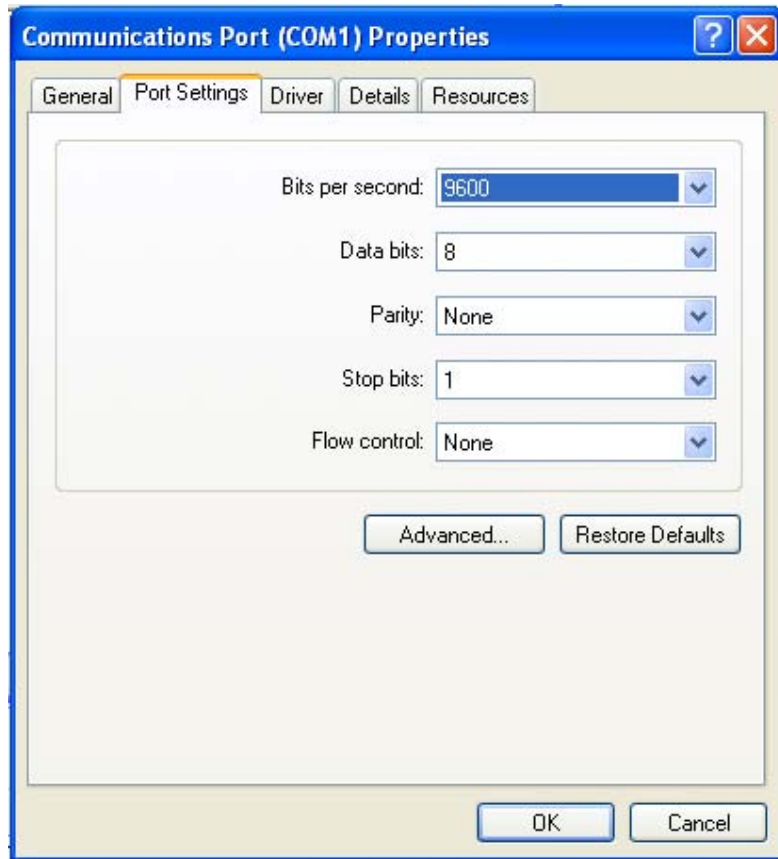 Communications Port (COM1) Properties
General Port Settings Driver Details Resources
Bits per second: 9600
Data bits: 8
Parity: None
Stop bits: 1
Flow control: None
Advanced... Restore Defaults
OK Cancel